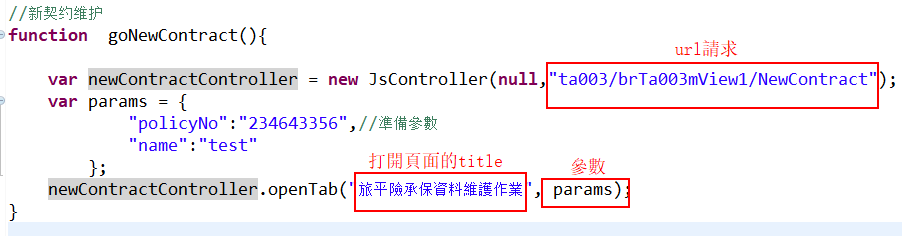 //新契约维护
function  goNewContract(){
url請求
var newContractController = new JsController(null,"ta003/brTa003mView1/NewContract");
var params = {
"policyNo":"234643356",//準備參數
"name":"test"
};
打開頁面的title
參數
newContractController.openTab("旅平險承保資料維護作業", params);
}